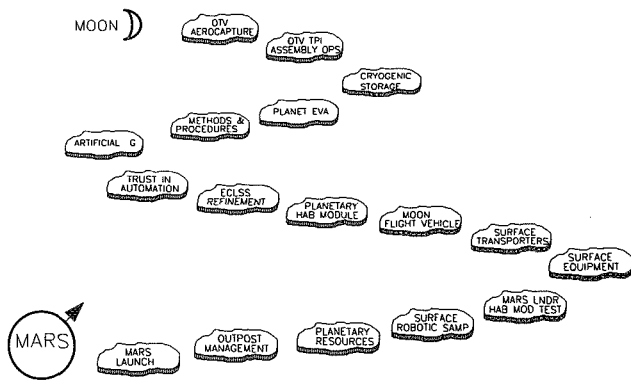 MOON
OTV
AEROCAPTURE
OTV TPI
ASSEMBLY OPS
CRYOGENIC
STORAGE
PLANET EVA
METHODS &
PROCEDURES
ARTIFICIAL G
TRUST IN
AUTOMATION
ECLSS
REFINEMENT
PLANETARY
HAB MODULE
MOON
FLIGHT VEHICLE
SURFACE
TRANSPORTERS
SURFACE
EQUIPMENT
MARS LNDR
HAB MOD TEST
SURFACE
ROBOTIC SAMP
PLANETARY
RESOURCES
OUTPOST
MANAGEMENT
MARS
LAUNCH
MARS